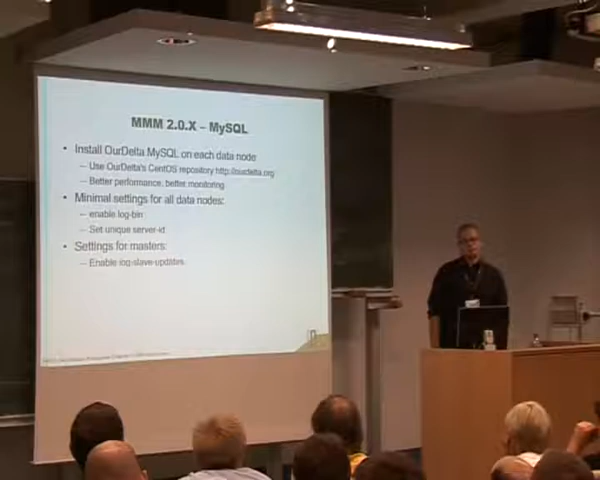 MMM 2.0.X – MySQL
• Install OurDelta MySQL on each data node
– Use OurDelta's CentOS repository http://ourdelta.org
– Better performance, better monitoring
• Minimal settings for all data nodes:
– enable log-bin
– Set unique server-id
• Settings for masters:
– Enable log-slave-updates